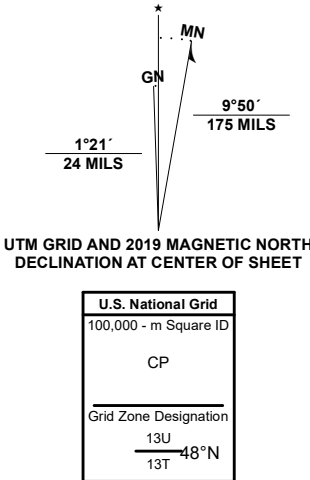 ★
MN
GN
9°50´
175 MILS
1°21´
24 MILS
UTM GRID AND 2019 MAGNETIC NORTH
DECLINATION AT CENTER OF SHEET
U.S. National Grid
100,000 - m Square ID
CP
Grid Zone Designation
13U
48°N
13T